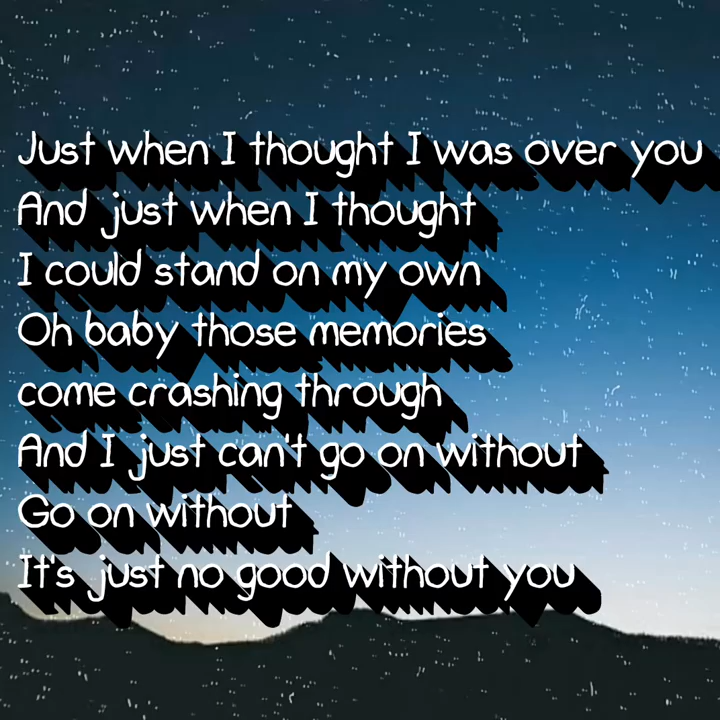 Just when I thought I was over you
And just when I thought
I could stand on my own
Oh baby those memories
come crashing through
And I just can't go on without
Go on without
It's just no good without you